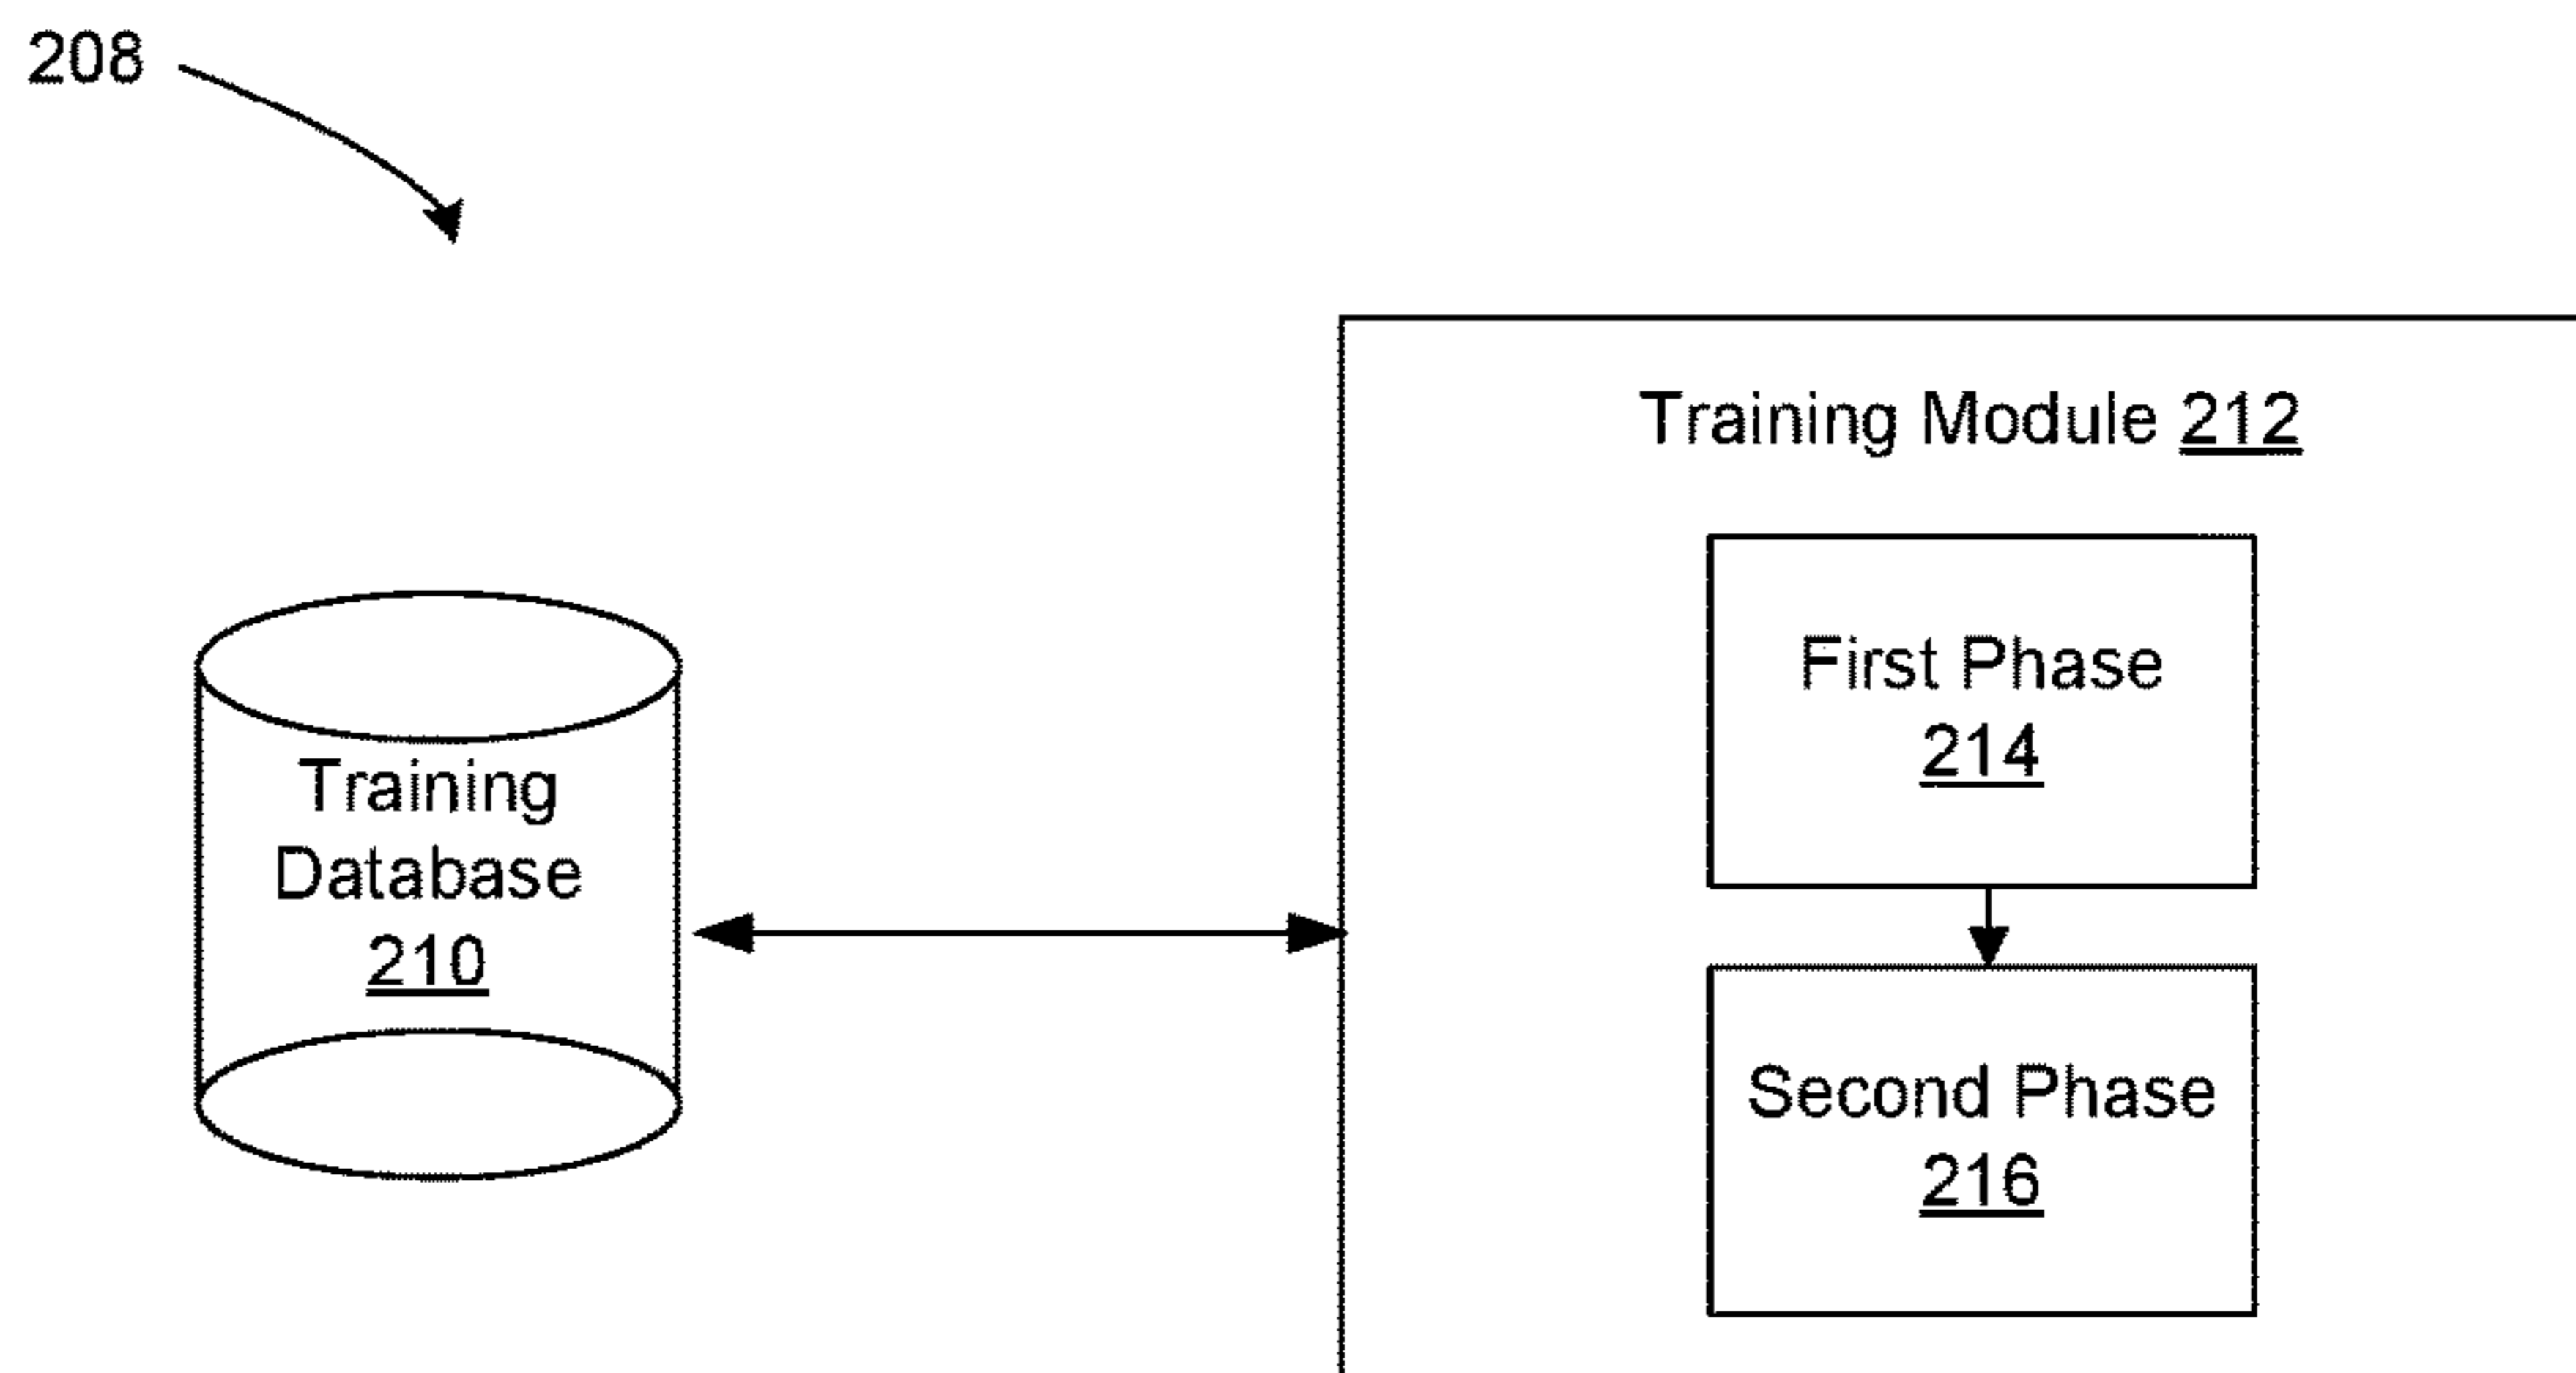 208
Training Module 212
First Phase
214
Training
Database
210
Second Phase
216